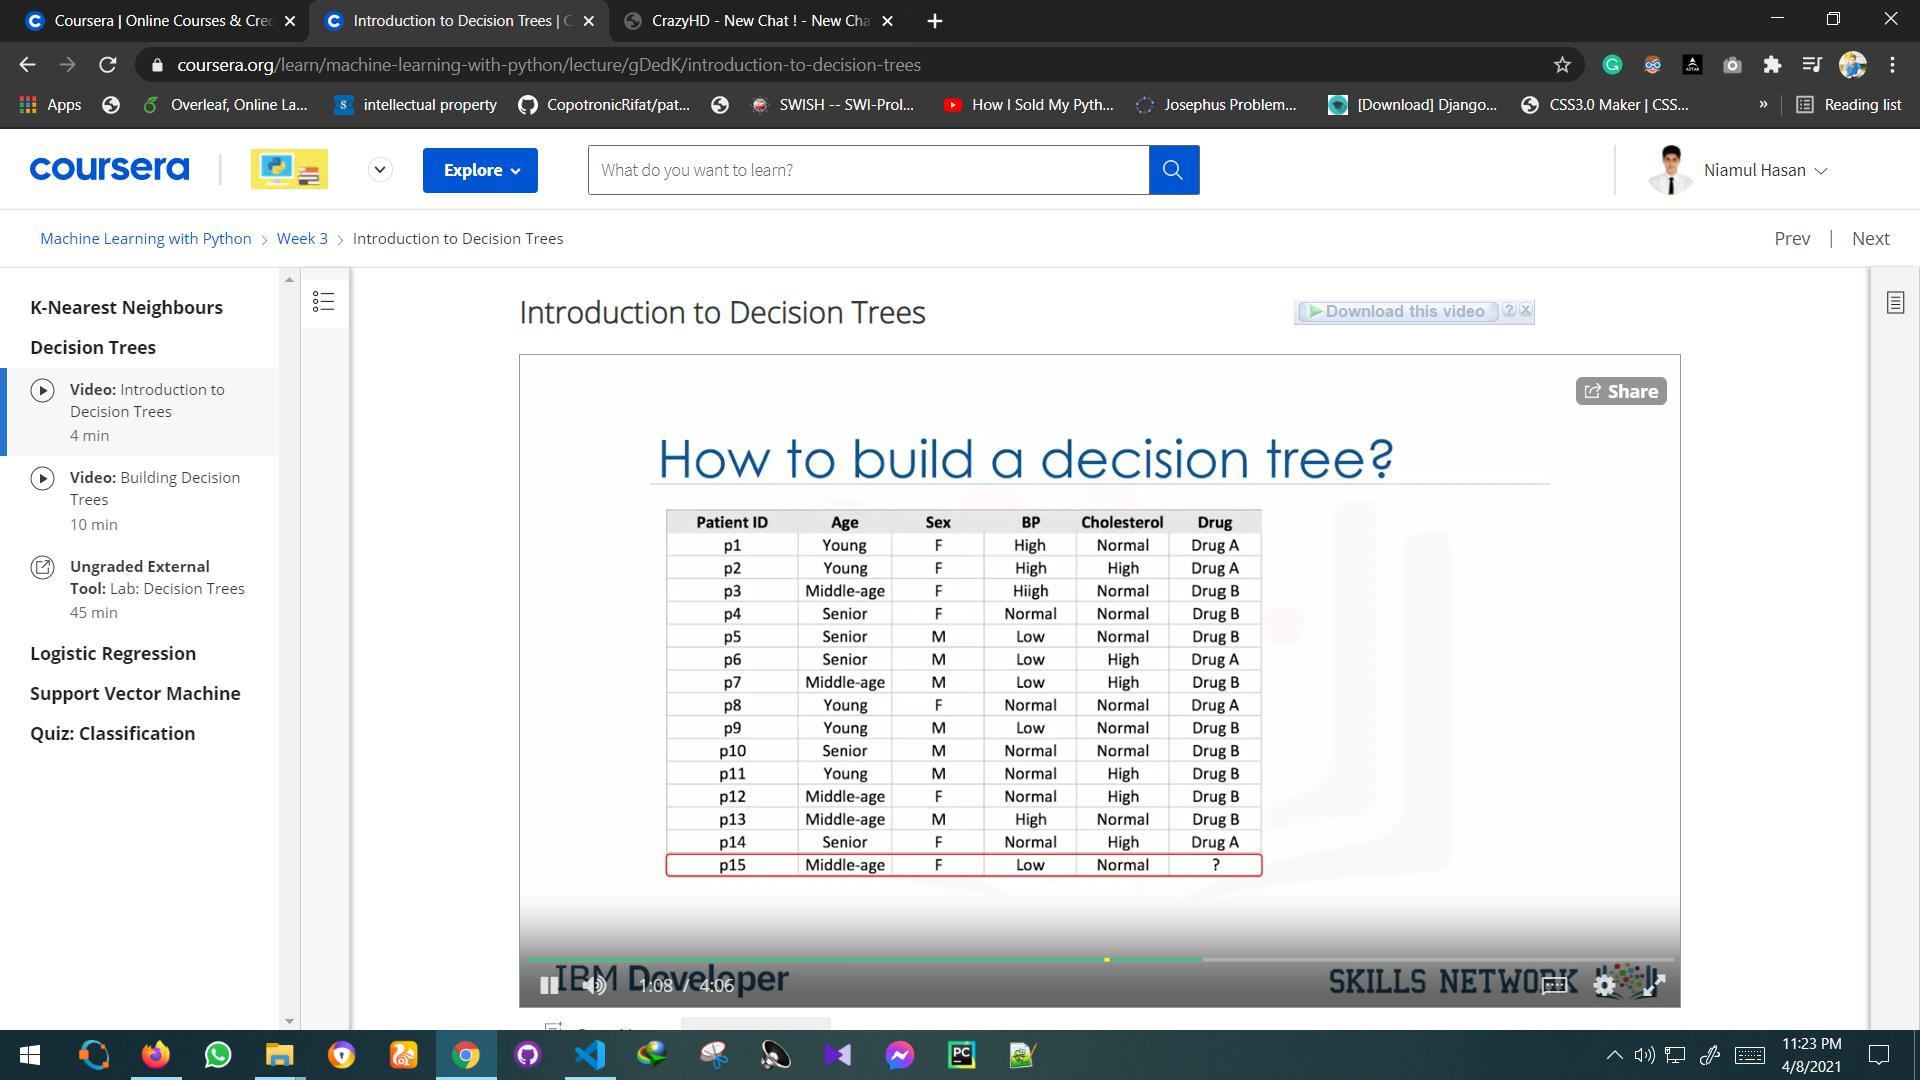 Coursera | Online Courses & Cre
Introduction to Decision Trees | C
CrazyHD - New Chat ! - New Cha
coursera.org/learn/machine-learning-with-python/lecture/gDedK/introduction-to-decision-trees
Apps
Overleaf, Online La...
intellectual property
CopotronicRifat/pat...
SWISH -- SWI-Prol...
How I Sold My Pyth...
Josephus Problem...
[Download] Django...
CSS3.0 Maker | CSS...
»
Reading list
coursera
Explore
What do you want to learn?
Niamul Hasan
Machine Learning with Python > Week 3 > Introduction to Decision Trees
Prev | Next
K-Nearest Neighbours
Decision Trees
Video: Introduction to
Decision Trees
4 min
Video: Building Decision
Trees
10 min
Ungraded External
Tool: Lab: Decision Trees
45 min
Logistic Regression
Support Vector Machine
Quiz: Classification
Introduction to Decision Trees
Download this video ? X
Share
How to build a decision tree?
Patient ID Age Sex BP Cholesterol Drug
p1 Young F High Normal Drug A
p2 Young F High High Drug A
p3 Middle-age F Hiigh Normal Drug B
p4 Senior F Normal Normal Drug B
p5 Senior M Low Normal Drug B
p6 Senior M Low High Drug A
p7 Middle-age M Low High Drug B
p8 Young F Normal Normal Drug A
p9 Young M Low Normal Drug B
p10 Senior M Normal Normal Drug B
p11 Young M Normal High Drug B
p12 Middle-age F Normal High Drug B
p13 Middle-age M High Normal Drug B
p14 Senior F Normal High Drug A
p15 Middle-age F Low Normal ?
IBM Developer
1:08 / 4:06
SKILLS NETWORK
PC
11:23 PM
4/8/2021